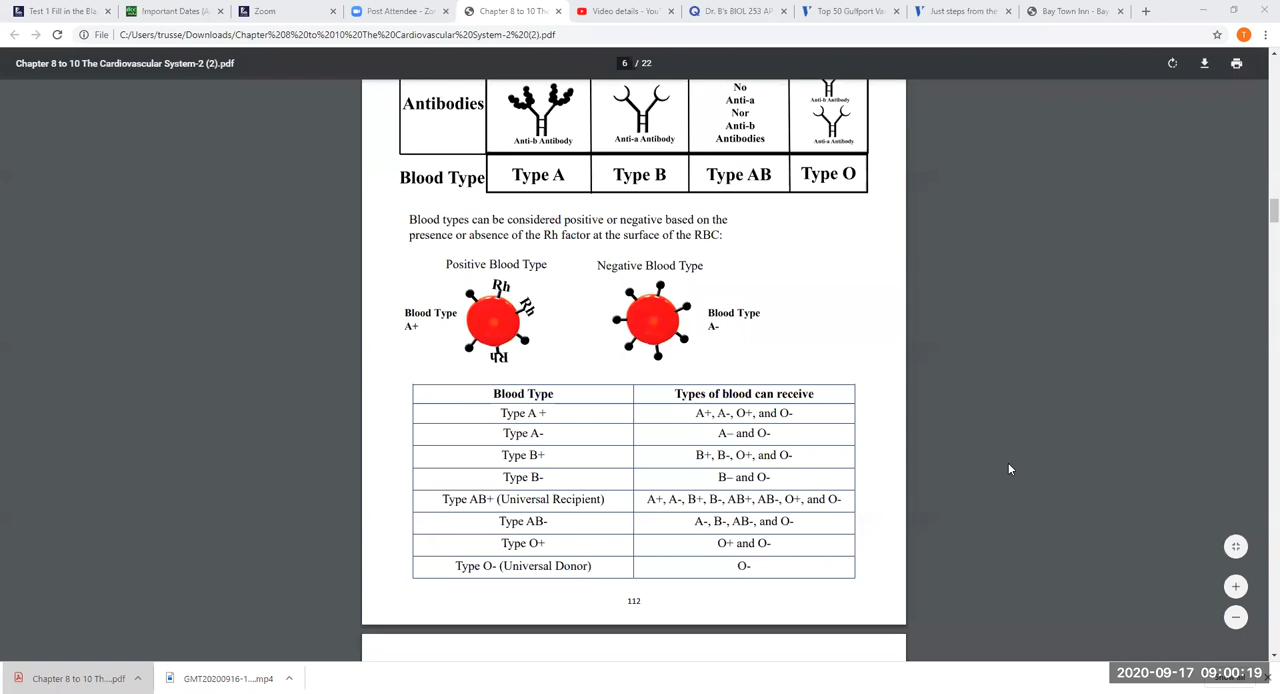 Test 1 Fill in the Bla
!Important Dates (A
Zoom
Post Attendee - Zo
Chapter 8 to 10 The
Video details - You
Dr. B's BIOL 253 AP
Top 50 Gulfport Va
Just steps from the
Bay Town Inn - Bay
File C:/Users/trusse/Downloads/Chapter%208%20to%2010%20The%20Cardiovascular%20System-2%20(2).pdf
T
Chapter 8 to 10 The Cardiovascular System-2 (2).pdf
6 / 22
Antibodies
Anti-b Antibody
Anti-a Antibody
No
Anti-a
Nor
Anti-b
Antibodies
Anti-b Antibody
Anti-a Antibody
Blood Type Type A Type B Type AB Type O
Blood types can be considered positive or negative based on the
presence or absence of the Rh factor at the surface of the RBC:
Positive Blood Type Negative Blood Type
Rh
Rh
Rh
Blood Type
A+
Blood Type
A-
Blood Type Types of blood can receive
Type A + A+, A-, O+, and O-
Type A- A– and O-
Type B+ B+, B-, O+, and O-
Type B- B– and O-
Type AB+ (Universal Recipient) A+, A-, B+, B-, AB+, AB-, O+, and O-
Type AB- A-, B-, AB-, and O-
Type O+ O+ and O-
Type O- (Universal Donor) O-
112
Chapter 8 to 10 Th....pdf
GMT20200916-1....mp4
2020-09-17 09:00:19